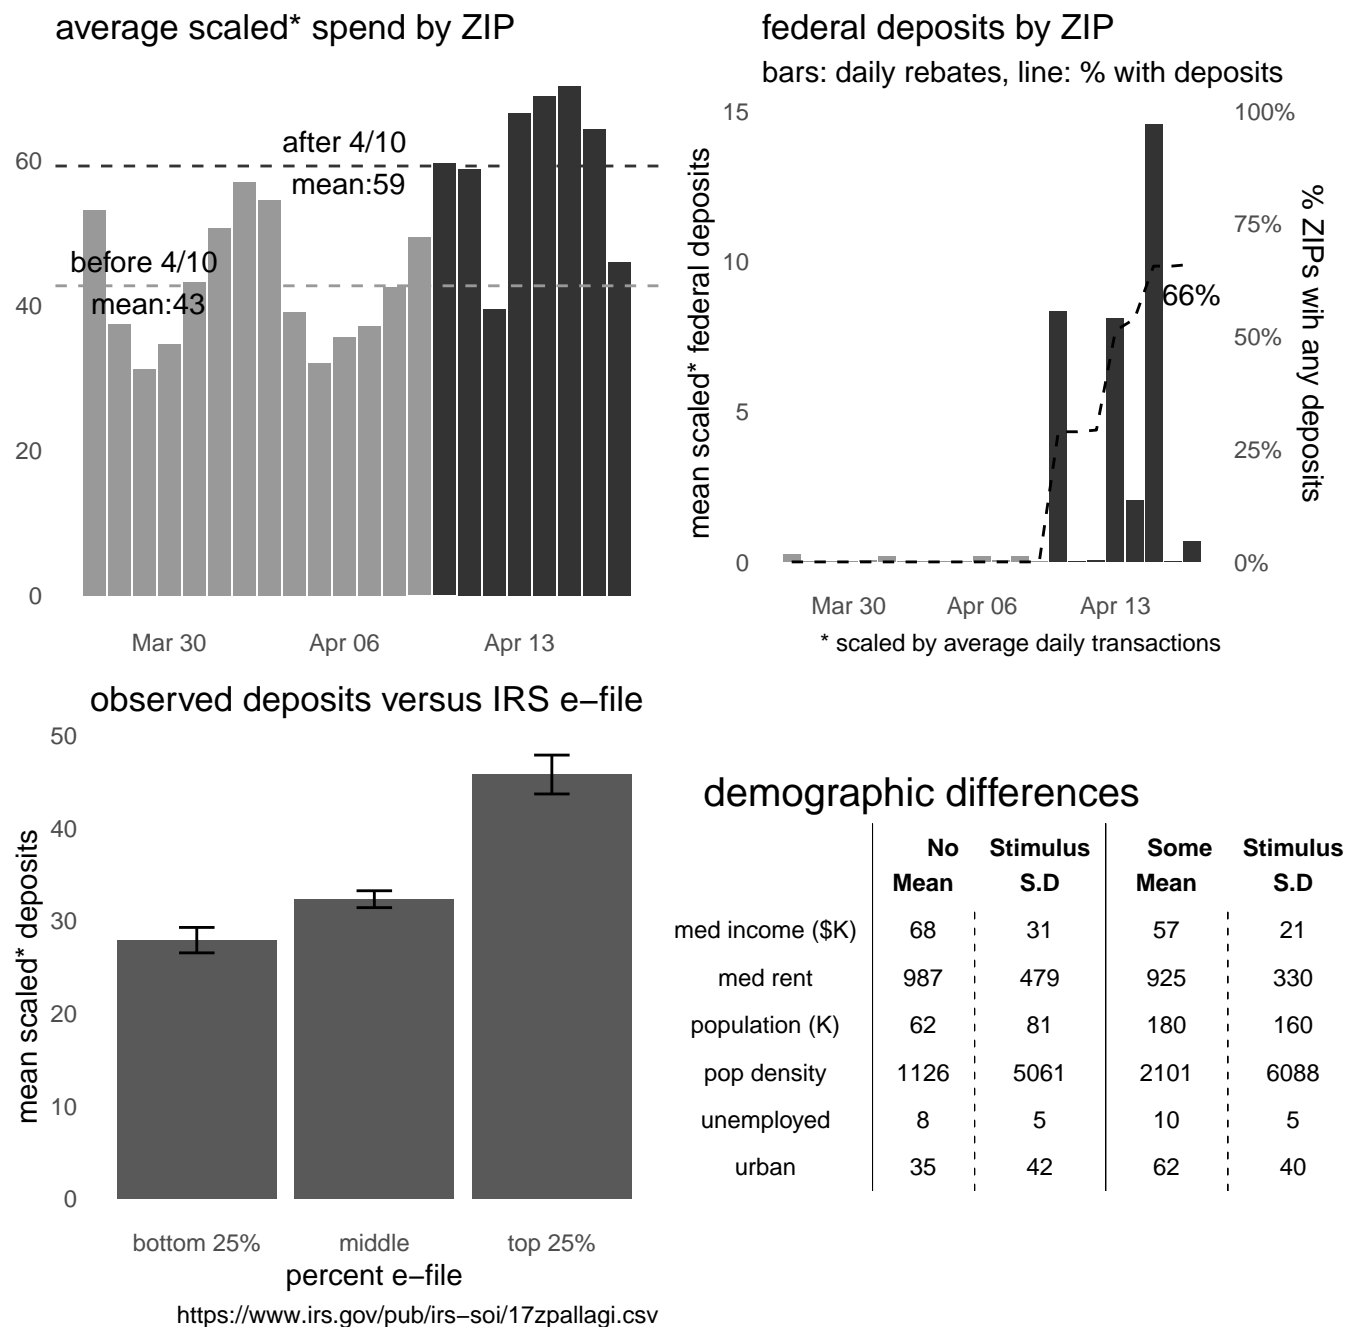 average scaled* spend by ZIP
after 4/10
mean:59
before 4/10
mean:43
60
40
20
0
Mar 30
Apr 06
Apr 13
federal deposits by ZIP
bars: daily rebates, line: % with deposits
mean scaled* federal deposits
15
10
5
0
100%
75%
50%
25%
0%
% ZIPs wih any deposits
66%
Mar 30
Apr 06
Apr 13
* scaled by average daily transactions
observed deposits versus IRS e−file
mean scaled* deposits
50
40
30
20
10
0
bottom 25%
middle
top 25%
percent e−file
https://www.irs.gov/pub/irs−soi/17zpallagi.csv
demographic differences
No Stimulus Some Stimulus
Mean S.D Mean S.D
med income ($K) 68 31 57 21
med rent 987 479 925 330
population (K) 62 81 180 160
pop density 1126 5061 2101 6088
unemployed 8 5 10 5
urban 35 42 62 40